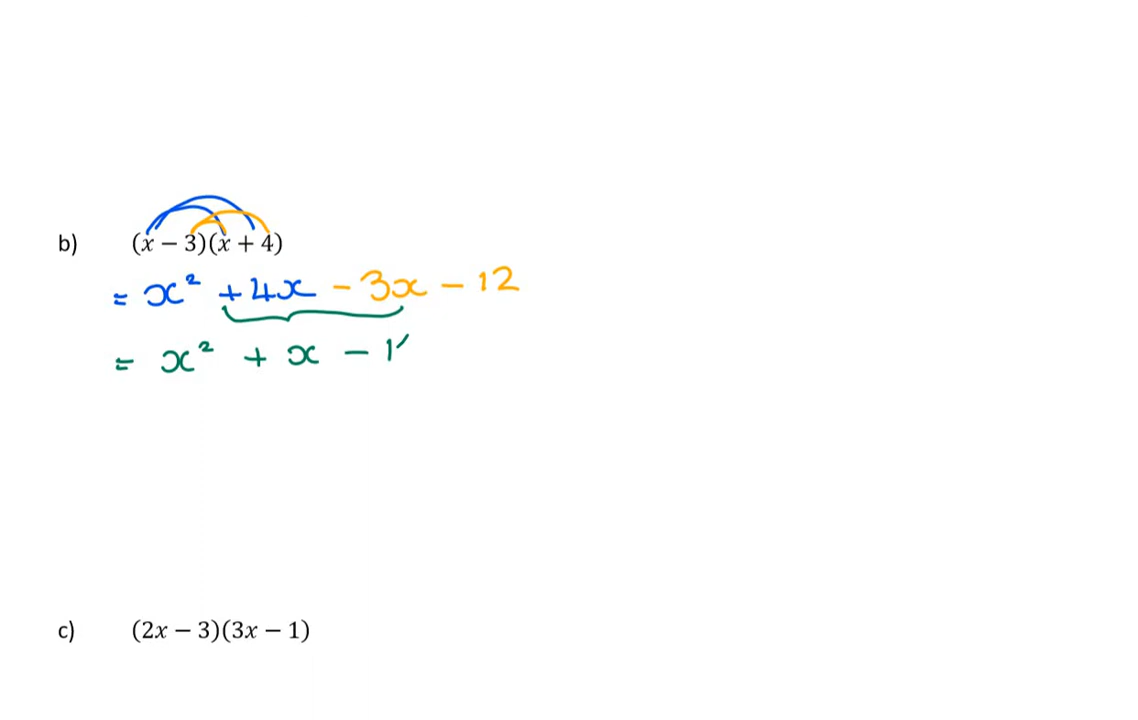 b) (x − 3)(x + 4)
= x² + 4x − 3x − 12
= x² + x − 1
c) (2x − 3)(3x − 1)